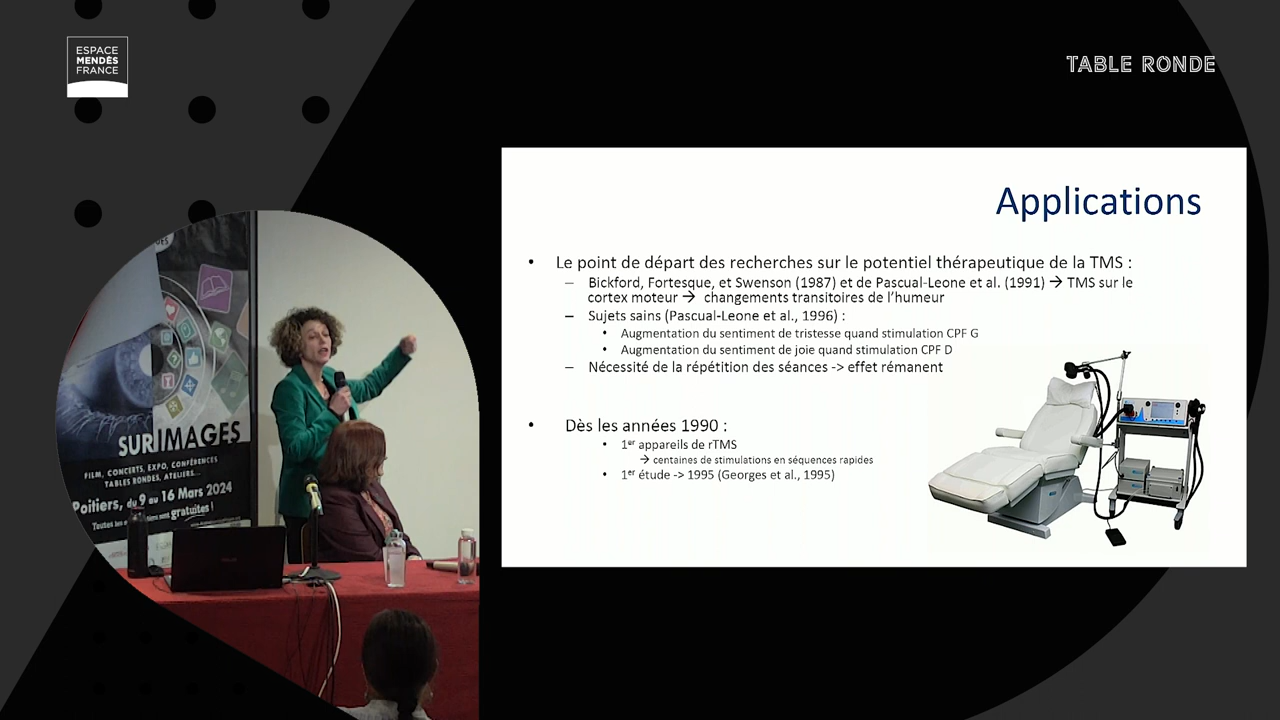 ESPACE
MENDÈS
FRANCE
TABLE RONDE
Applications
• Le point de départ des recherches sur le potentiel thérapeutique de la TMS :
– Bickford, Fortesque, et Swenson (1987) et de Pascual-Leone et al. (1991) → TMS sur le
cortex moteur → changements transitoires de l’humeur
– Sujets sains (Pascual-Leone et al., 1996) :
• Augmentation du sentiment de tristesse quand stimulation CPF G
• Augmentation du sentiment de joie quand stimulation CPF D
– Nécessité de la répétition des séances -> effet rémanent
• Dès les années 1990 :
• 1er appareils de rTMS
→ centaines de stimulations en séquences rapides
• 1er étude -> 1995 (Georges et al., 1995)
SUR IMAGES
FILM, CONCERTS, EXPO, CONFÉRENCES
TABLES RONDES, ATELIERS...
Poitiers, du 9 au 16 Mars 2024
Toutes les sont gratuites !